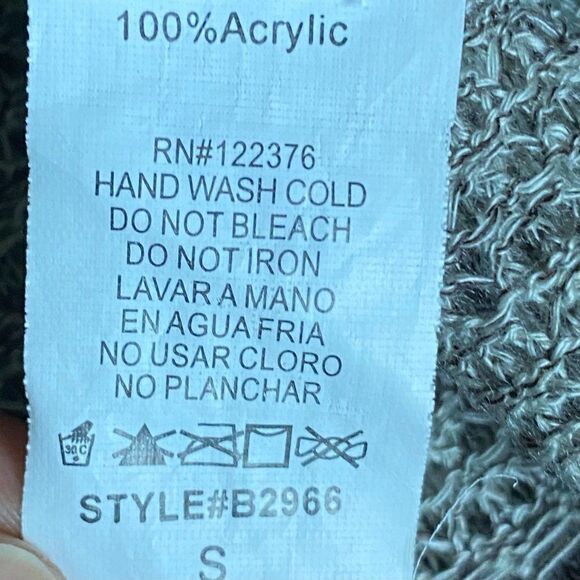 100%Acrylic
RN#122376
HAND WASH COLD
DO NOT BLEACH
DO NOT IRON
LAVAR A MANO
EN AGUA FRIA
NO USAR CLORO
NO PLANCHAR
30C
STYLE#B2966
S